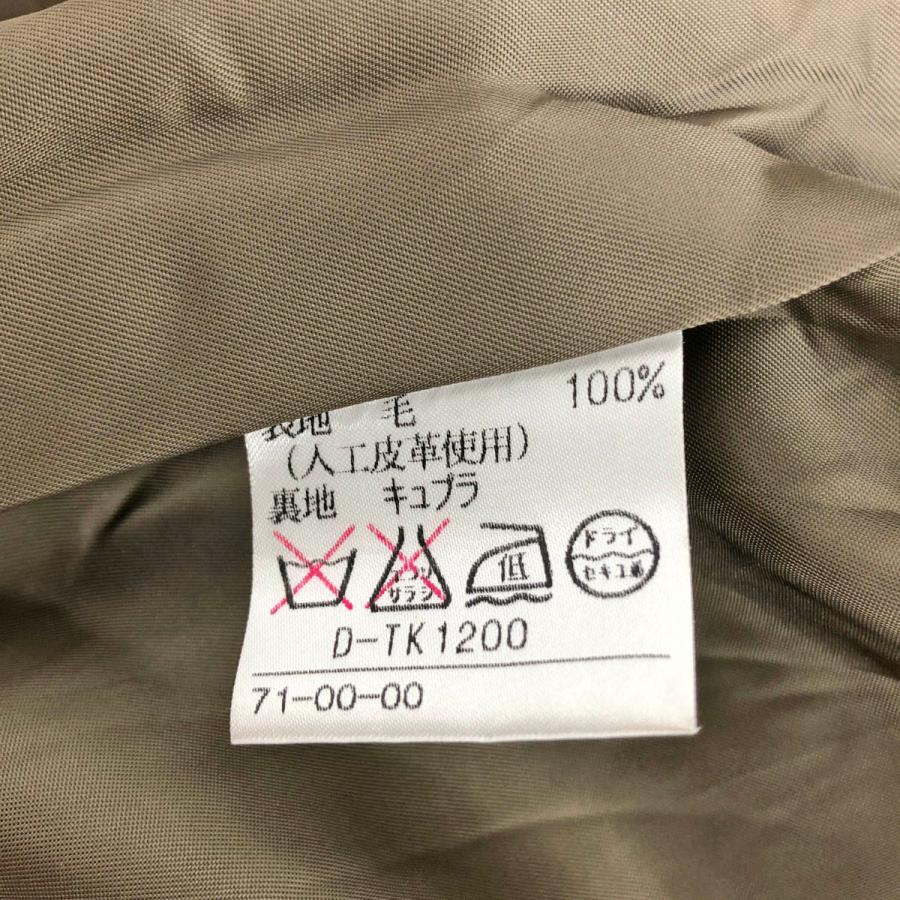 表地 毛 100%
(人工皮革使用)
裏地 キュプラ
エンソ サラシ 低 ドライ セキユ系
D-TK1200
71-00-00